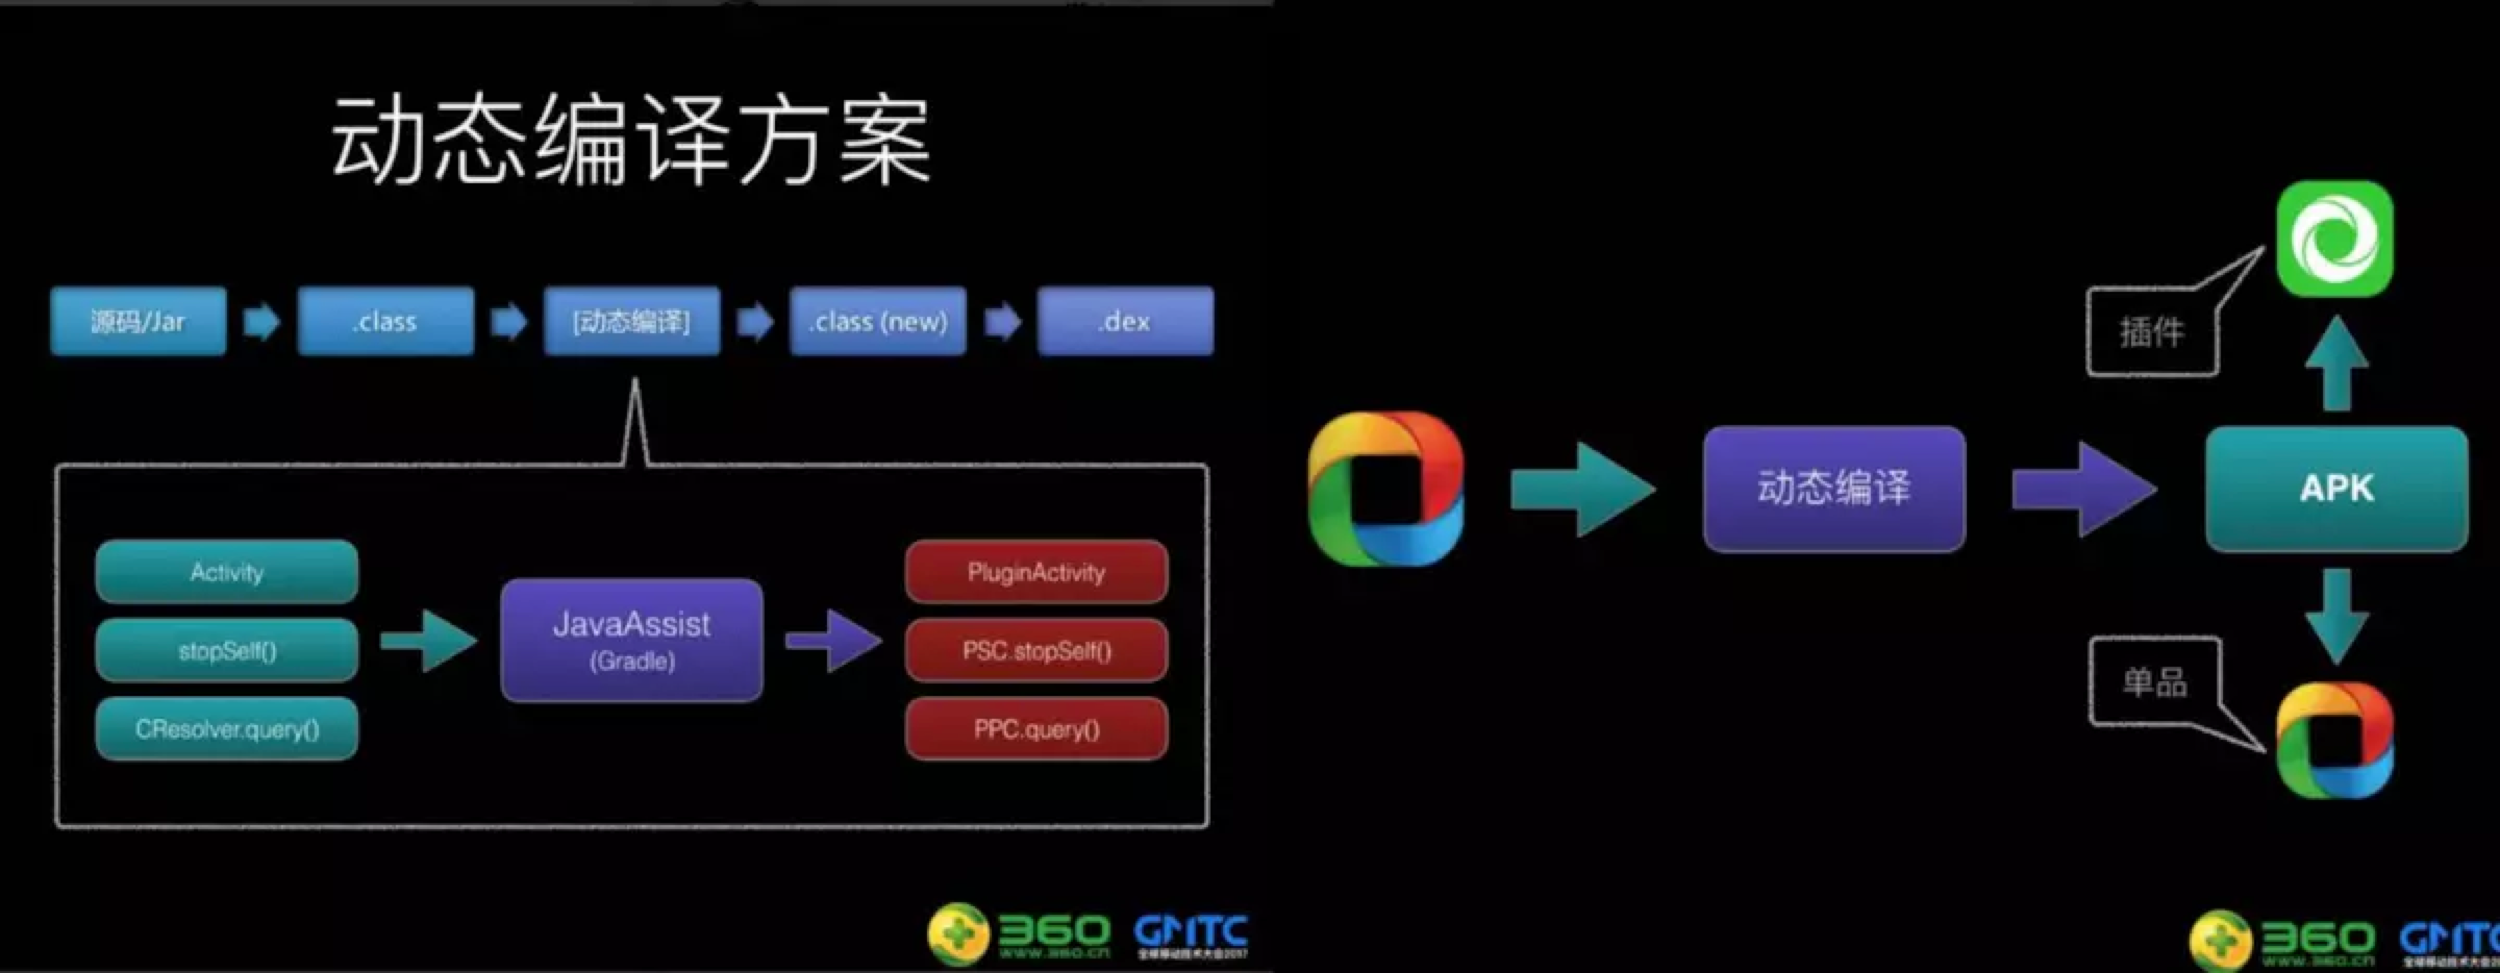 动态编译方案
源码/Jar
.class
[动态编译]
.class (new)
.dex
Activity
stopSelf()
CResolver.query()
JavaAssist
(Gradle)
PluginActivity
PSC.stopSelf()
PPC.query()
360
www.360.cn
GMTC
全球移动技术大会2017
插件
动态编译
APK
单品
360
www.360.cn
GMTC